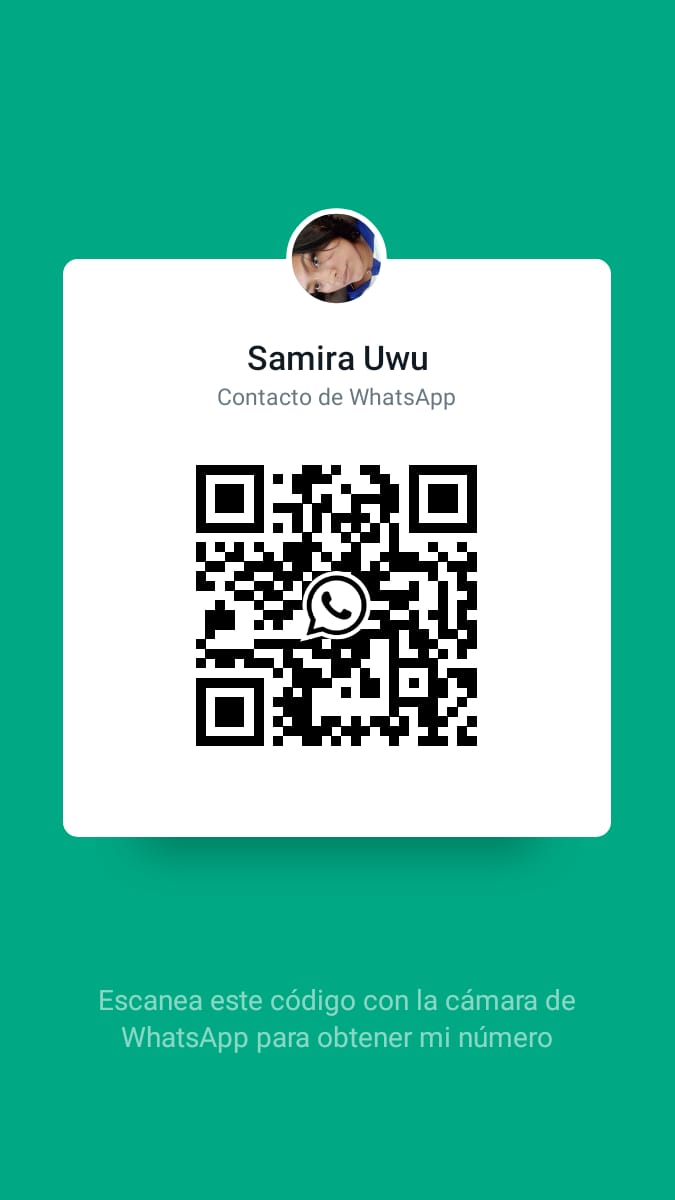 Samira Uwu
Contacto de WhatsApp
Escanea este código con la cámara de
WhatsApp para obtener mi número